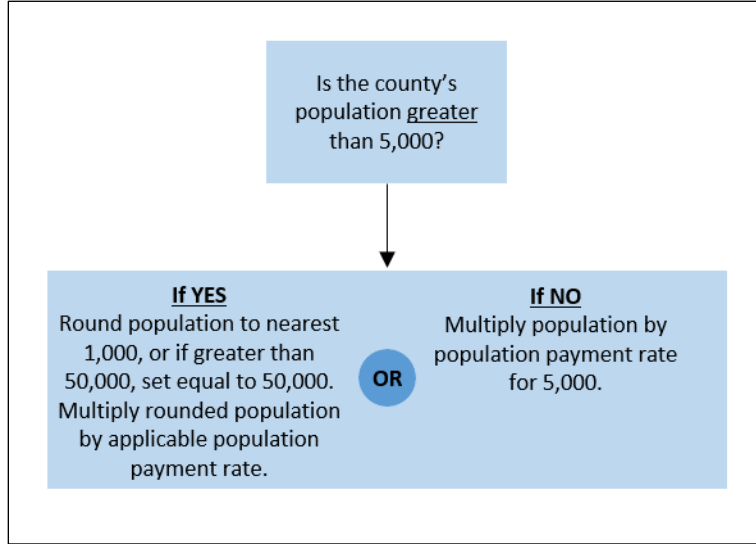 Is the county's
population greater
than 5,000?
If YES
Round population to nearest
1,000, or if greater than
50,000, set equal to 50,000.
Multiply rounded population
by applicable population
payment rate.
OR
If NO
Multiply population by
population payment rate
for 5,000.